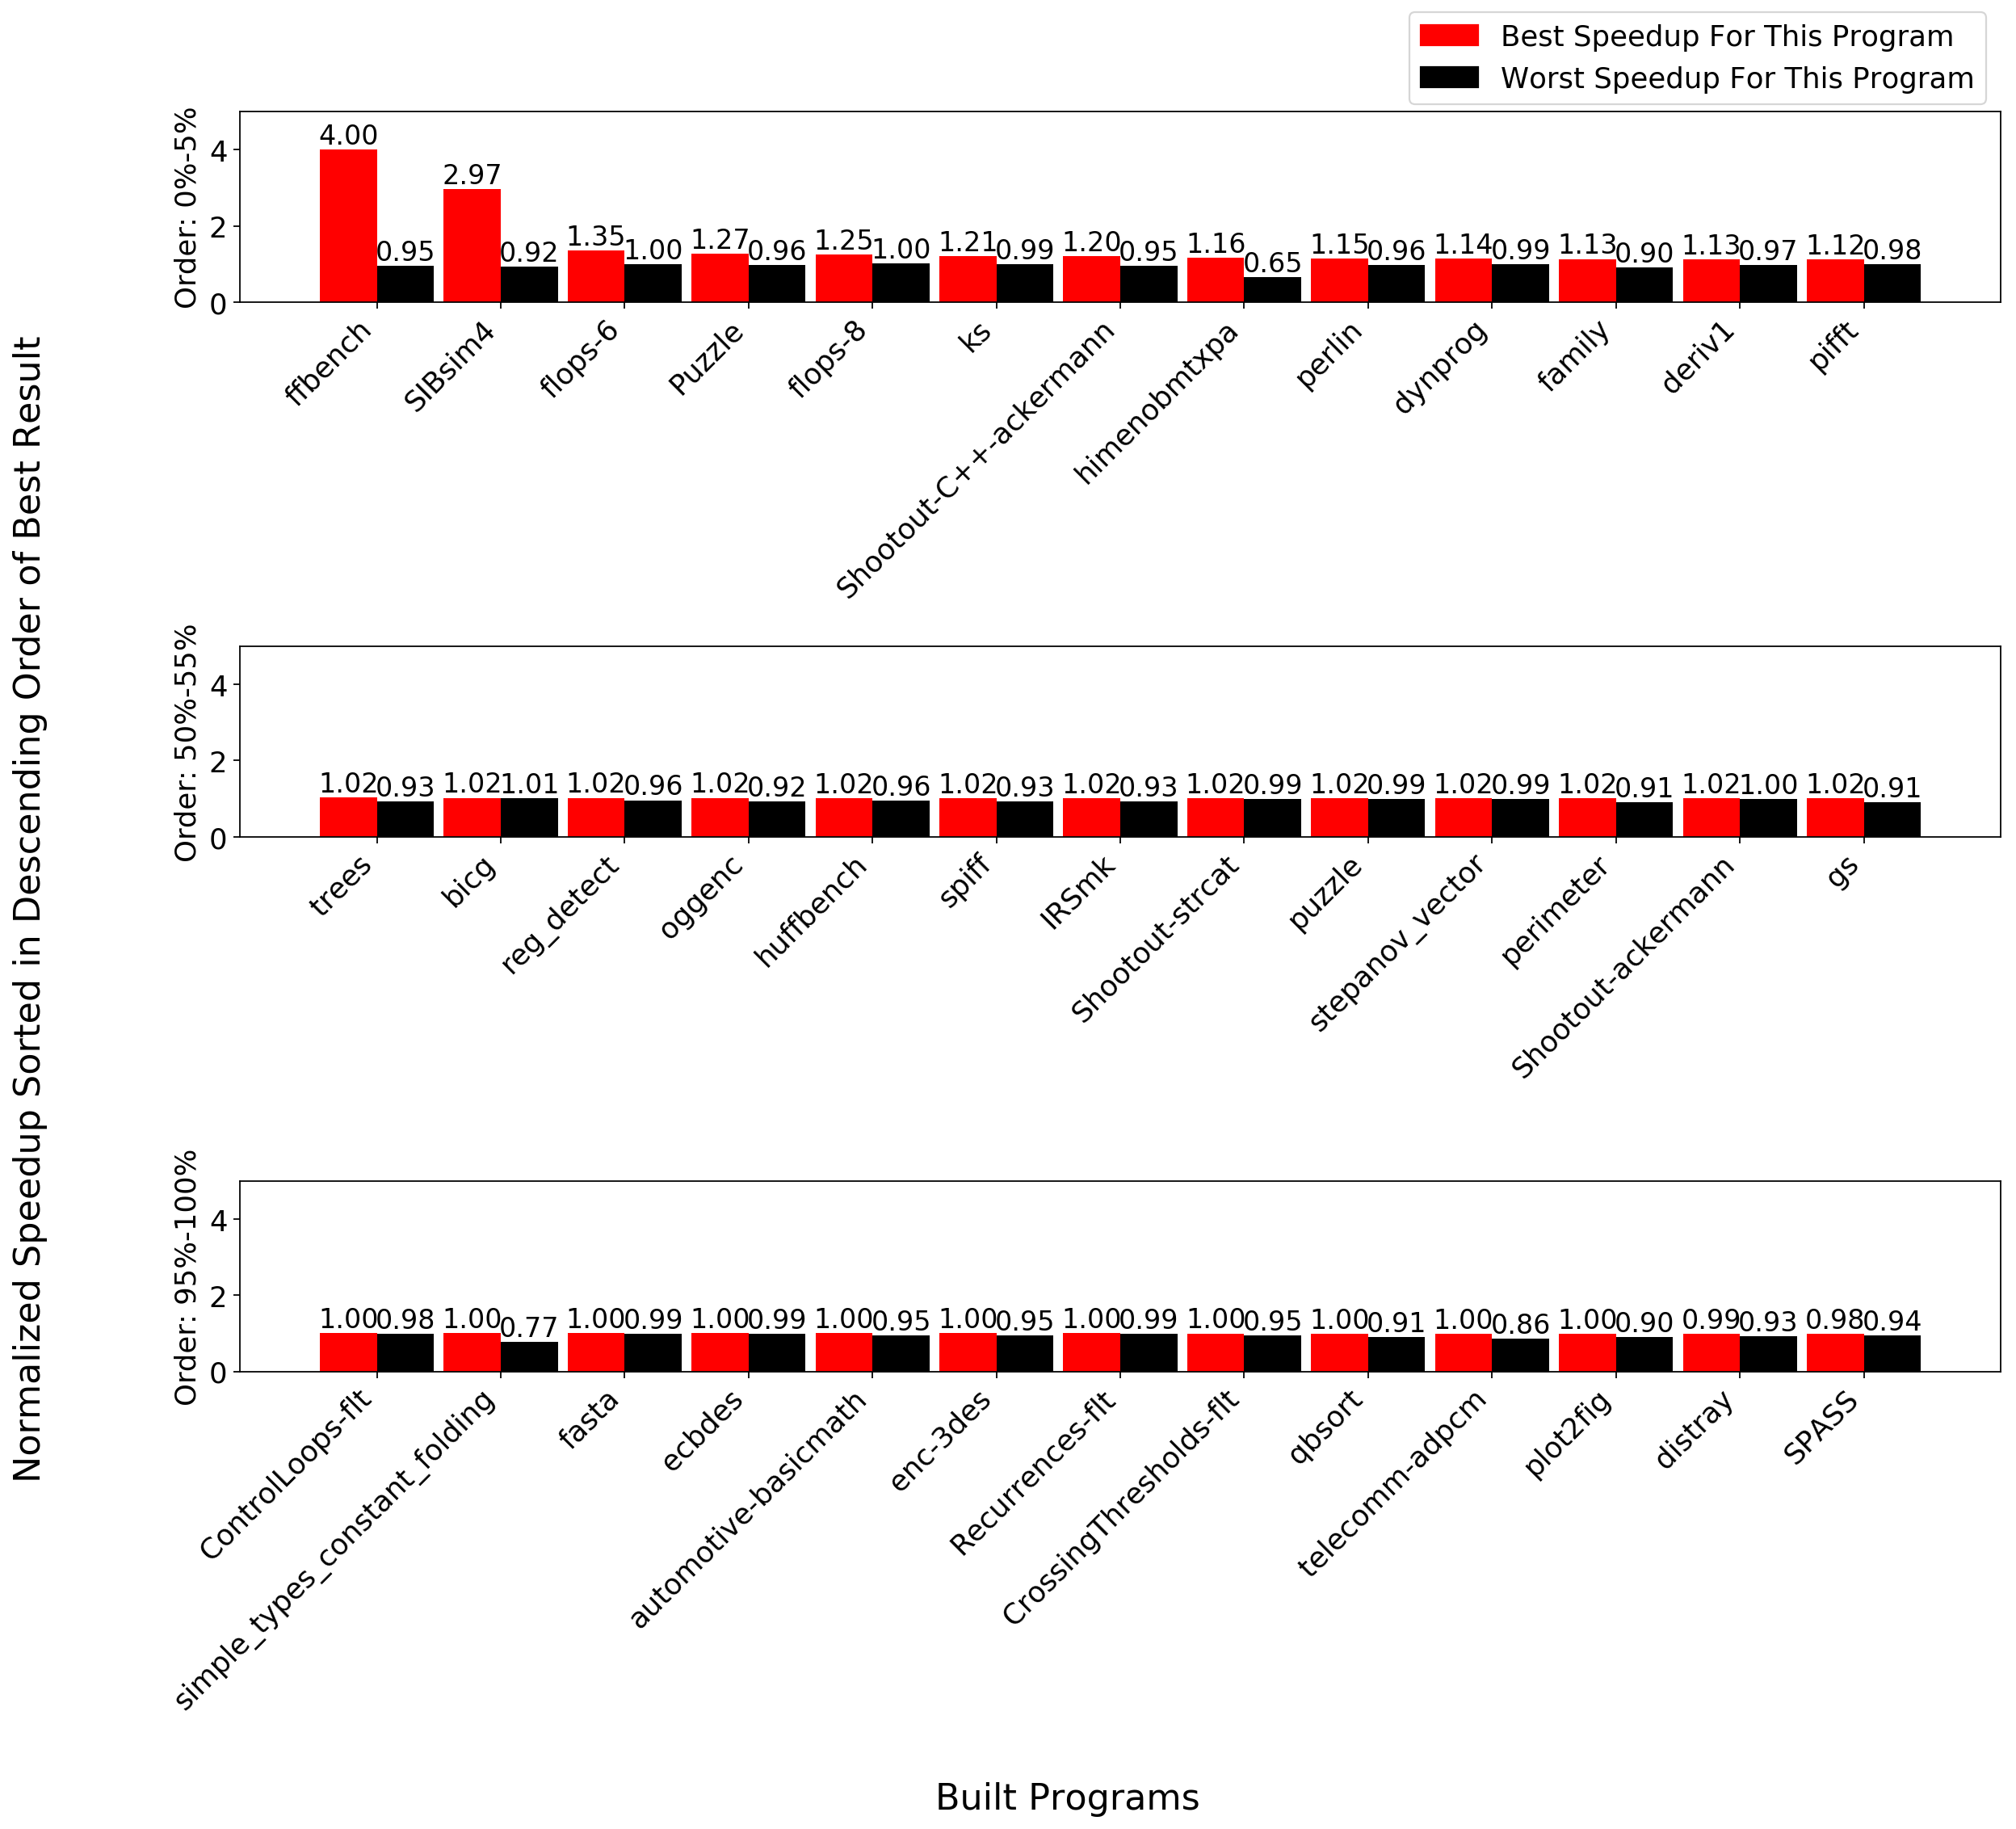 Best Speedup For This Program
Worst Speedup For This Program
Normalized Speedup Sorted in Descending Order of Best Result
Order: 0%-5%
4
2
0
4.00 0.95 2.97 0.92 1.35 1.00 1.27 0.96 1.25 1.00 1.21 0.99 1.20 0.95 1.16 0.65 1.15 0.96 1.14 0.99 1.13 0.90 1.13 0.97 1.12 0.98
ffbench
SIBsim4
flops-6
Puzzle
flops-8
ks
Shootout-C++-ackermann
himenobmtxpa
perlin
dynprog
family
deriv1
pifft
Order: 50%-55%
4
2
0
1.02 0.93 1.02 1.01 1.02 0.96 1.02 0.92 1.02 0.96 1.02 0.93 1.02 0.93 1.02 0.99 1.02 0.99 1.02 0.99 1.02 0.91 1.02 1.00 1.02 0.91
trees
bicg
reg_detect
oggenc
huffbench
spiff
IRSmk
Shootout-strcat
puzzle
stepanov_vector
perimeter
Shootout-ackermann
gs
Order: 95%-100%
4
2
0
1.00 0.98 1.00 0.77 1.00 0.99 1.00 0.99 1.00 0.95 1.00 0.95 1.00 0.99 1.00 0.95 1.00 0.91 1.00 0.86 1.00 0.90 0.99 0.93 0.98 0.94
ControlLoops-flt
simple_types_constant_folding
fasta
ecbdes
automotive-basicmath
enc-3des
Recurrences-flt
CrossingThresholds-flt
qbsort
telecomm-adpcm
plot2fig
distray
SPASS
Built Programs